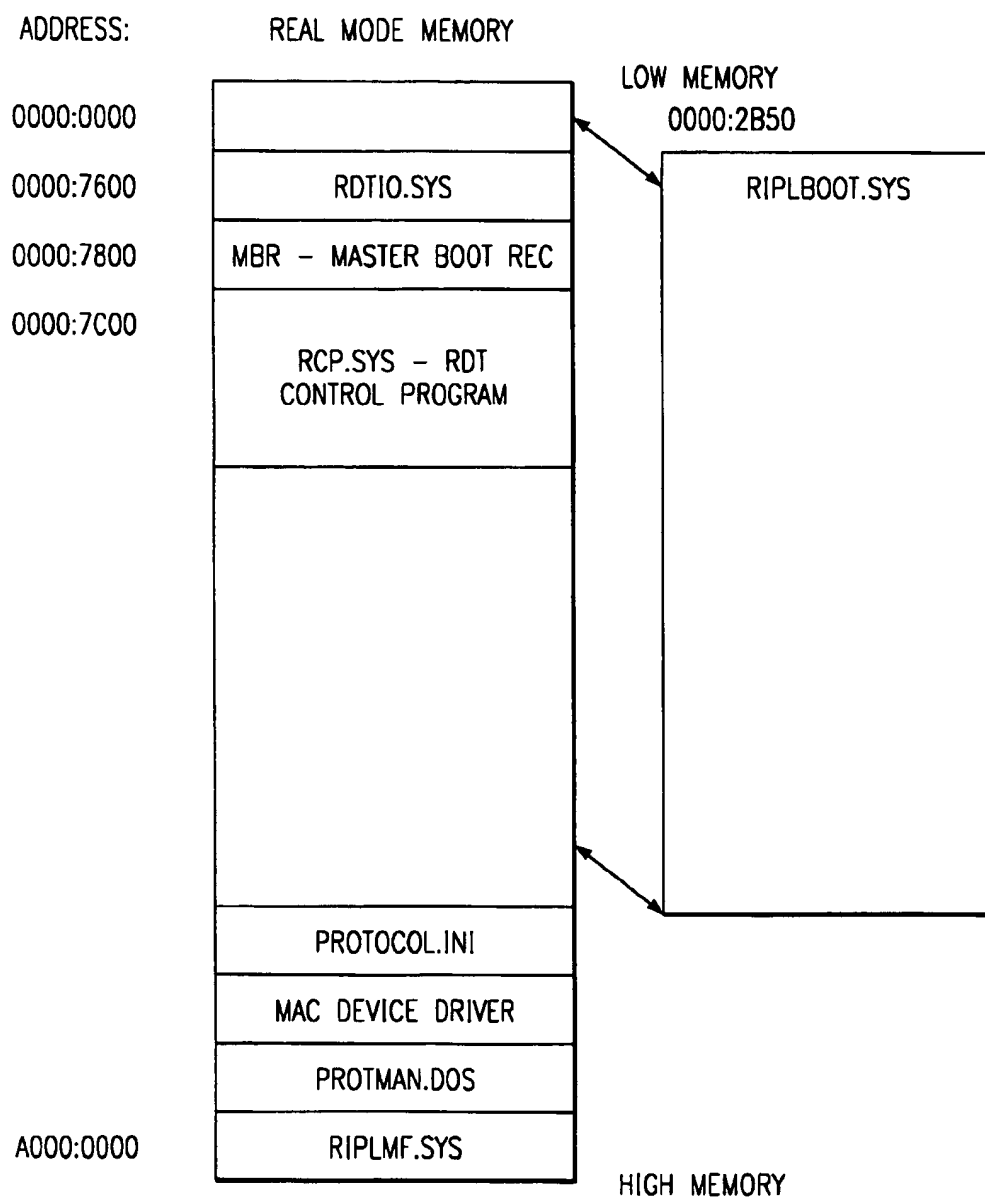 ADDRESS: REAL MODE MEMORY
LOW MEMORY
0000:0000 0000:2B50
0000:7600 RDTIO.SYS RIPLBOOT.SYS
0000:7800 MBR – MASTER BOOT REC
0000:7C00
RCP.SYS – RDT
CONTROL PROGRAM
PROTOCOL.INI
MAC DEVICE DRIVER
PROTMAN.DOS
A000:0000 RIPLMF.SYS
HIGH MEMORY